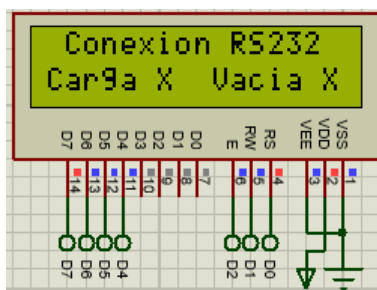 Conexion RS232
Carga X Vacia X
D7 D6 D5 D4 D3 D2 D1 D0 E RW RS VEE VDD VSS
14 13 12 11 10 9 8 7 6 5 4 3 2 1
D7 D6 D5 D4 D2 D1 D0